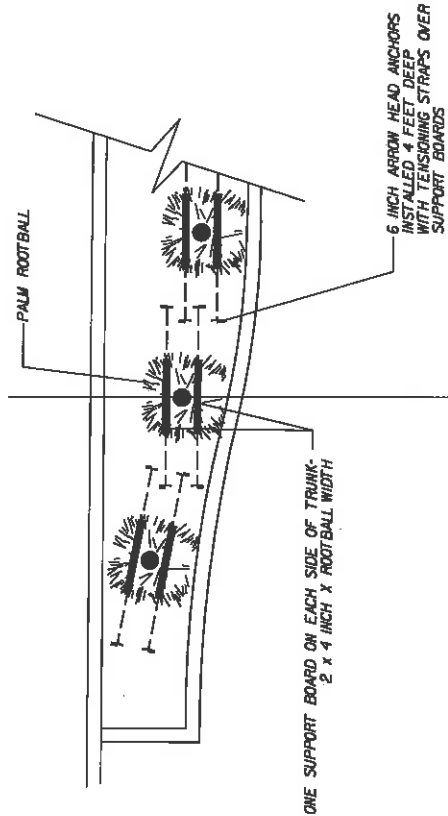 PALM ROOTBALL
6 INCH ARROW HEAD ANCHORS
INSTALLED 4 FEET DEEP
WITH TENSIONING STRAPS OVER
SUPPORT BOARDS
ONE SUPPORT BOARD ON EACH SIDE OF TRUNK-
2 x 4 INCH X ROOTBALL WIDTH